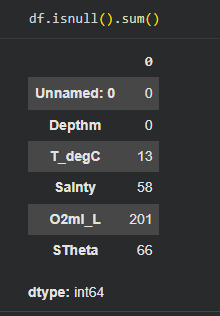 df.isnull().sum()
0
Unnamed: 0 0
Depthm 0
T_degC 13
Salnty 58
O2ml_L 201
STheta 66
dtype: int64